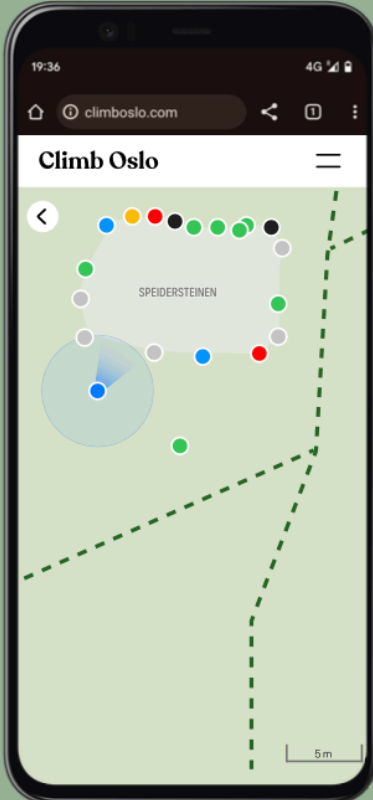 19:36 4G
climboslo.com 1
Climb Oslo
SPEIDERSTEINEN
5 m